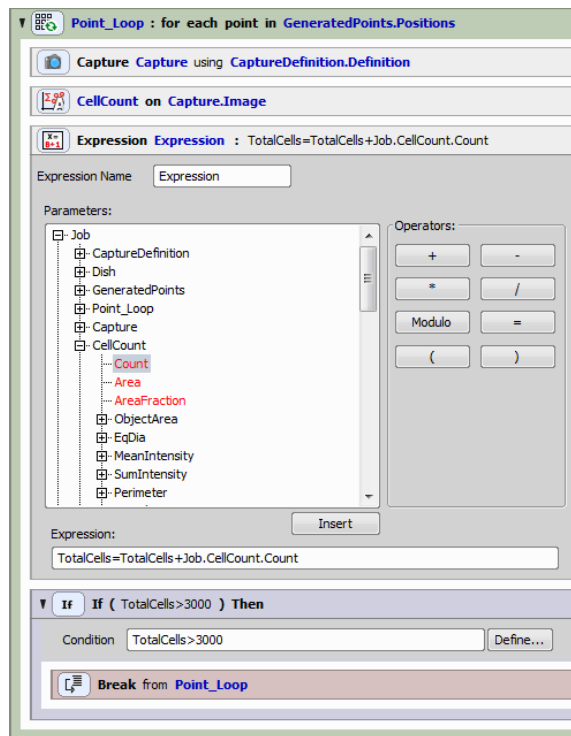 Point_Loop : for each point in GeneratedPoints.Positions
Capture Capture using CaptureDefinition.Definition
CellCount on Capture.Image
X=
B+1
Expression Expression : TotalCells=TotalCells+Job.CellCount.Count
Expression Name Expression
Parameters:
Operators:
Job
CaptureDefinition
Dish
GeneratedPoints
Point_Loop
Capture
CellCount
Count
Area
AreaFraction
ObjectArea
EqDia
MeanIntensity
SumIntensity
Perimeter
+ -
* /
Modulo =
( )
Insert
Expression:
TotalCells=TotalCells+Job.CellCount.Count
If If ( TotalCells>3000 ) Then
Condition TotalCells>3000 Define...
Break from Point_Loop